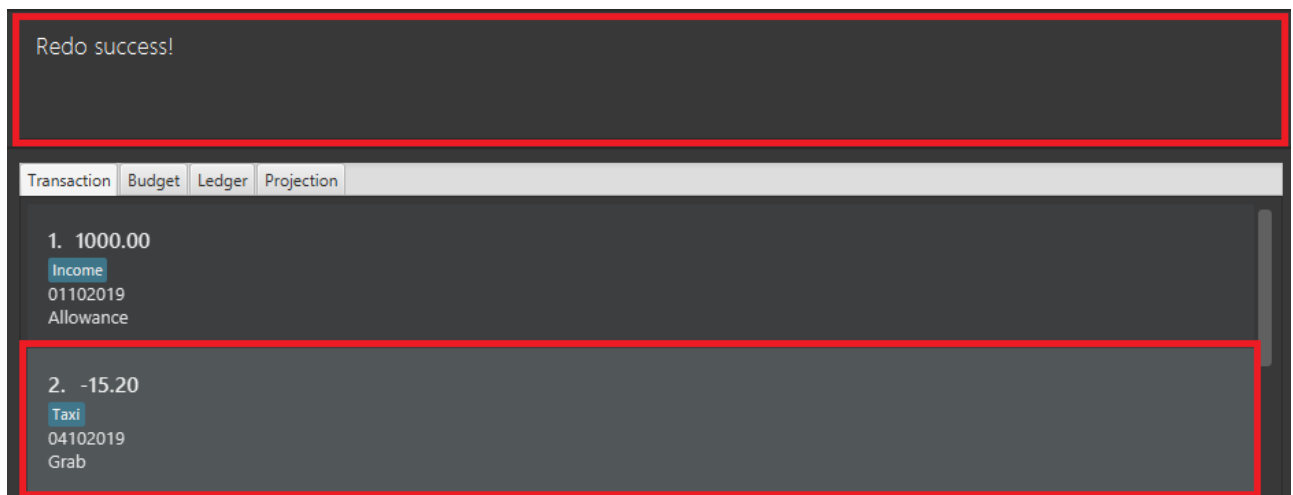 Redo success!
Transaction Budget Ledger Projection
1. 1000.00
Income
01102019
Allowance
2. -15.20
Taxi
04102019
Grab